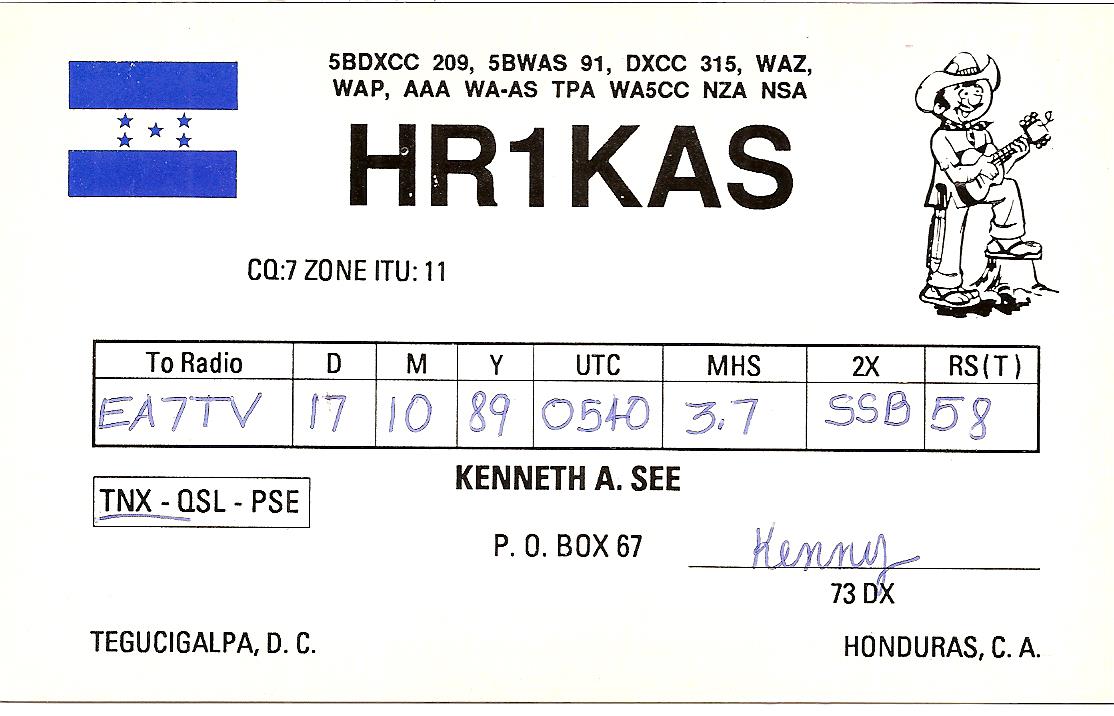 5BDXCC 209, 5BWAS 91, DXCC 315, WAZ,
WAP, AAA WA-AS TPA WA5CC NZA NSA
HR1KAS
CQ:7 ZONE ITU: 11
To Radio D M Y UTC MHS 2X RS(T)
EA7TV 17 10 89 0540 3.7 SSB 58
KENNETH A. SEE
TNX - QSL - PSE
P. O. BOX 67
Kenny
73 DX
TEGUCIGALPA, D. C. HONDURAS, C. A.